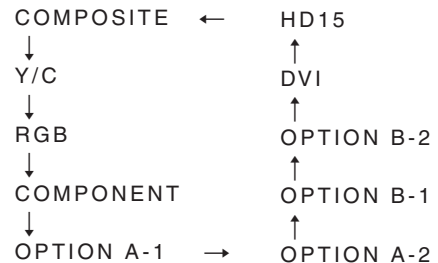 COMPOSITE ← HD15
↓ ↑
Y/C DVI
↓ ↑
RGB OPTION B-2
↓ ↑
COMPONENT OPTION B-1
↓ ↑
OPTION A-1 → OPTION A-2